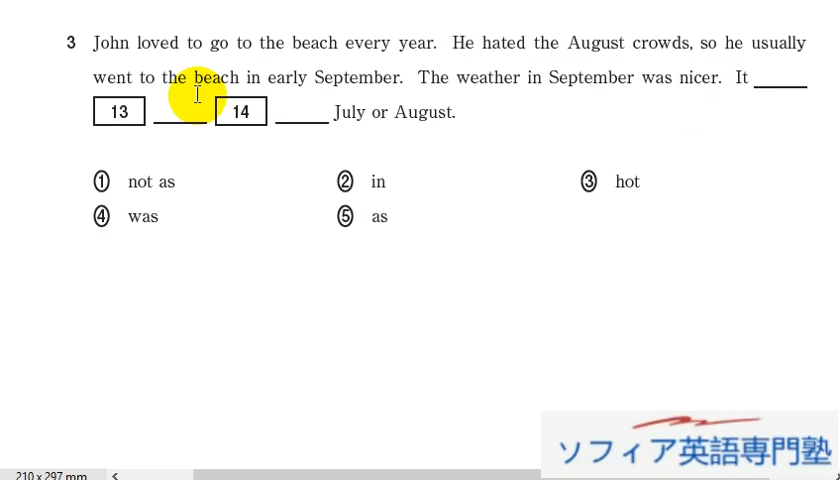 3 John loved to go to the beach every year. He hated the August crowds, so he usually
went to the beach in early September. The weather in September was nicer. It ____
13 ____ 14 ____ July or August.
① not as ② in ③ hot
④ was ⑤ as
ソフィア英語専門塾
210 x 297 mm <